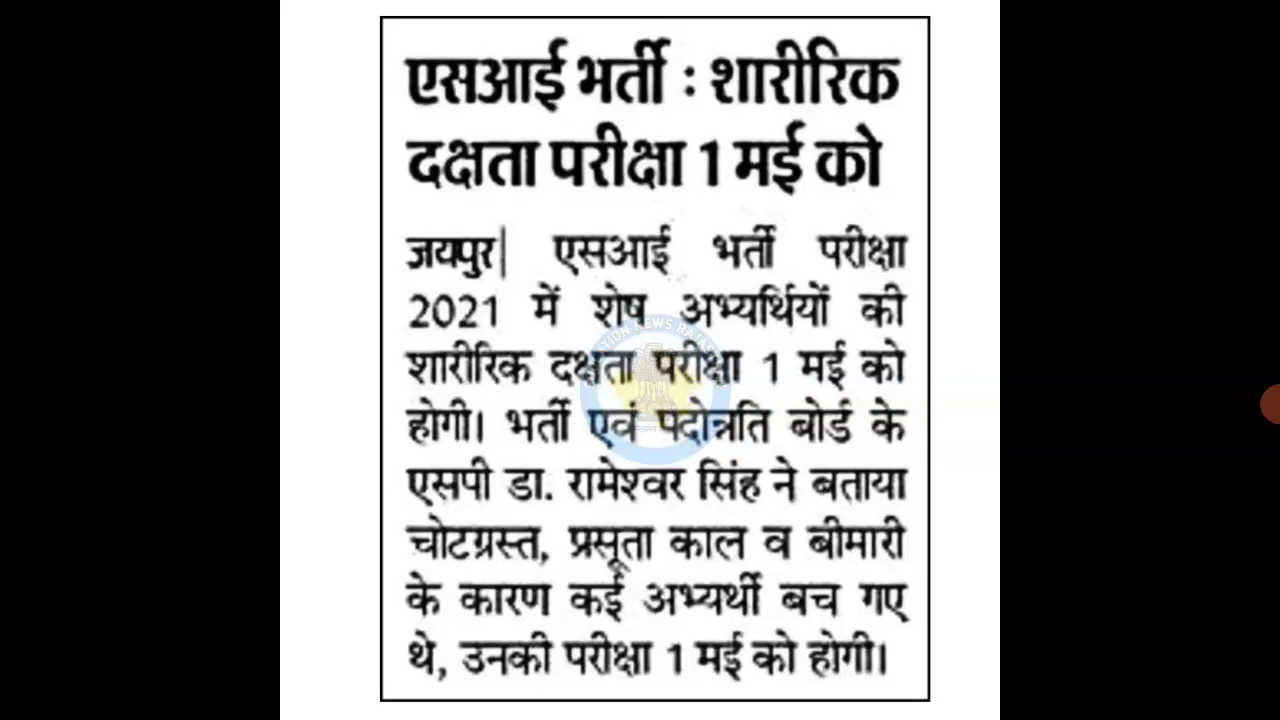 एसआई भर्ती : शारीरिक
दक्षता परीक्षा 1 मई को
जयपुर| एसआई भर्ती परीक्षा
2021 में शेष अभ्यर्थियों की
शारीरिक दक्षता परीक्षा 1 मई को
होगी। भर्ती एवं पदोन्नति बोर्ड के
एसपी डा. रामेश्वर सिंह ने बताया
चोटग्रस्त, प्रसूता काल व बीमारी
के कारण कई अभ्यर्थी बच गए
थे, उनकी परीक्षा 1 मई को होगी।
NEWS